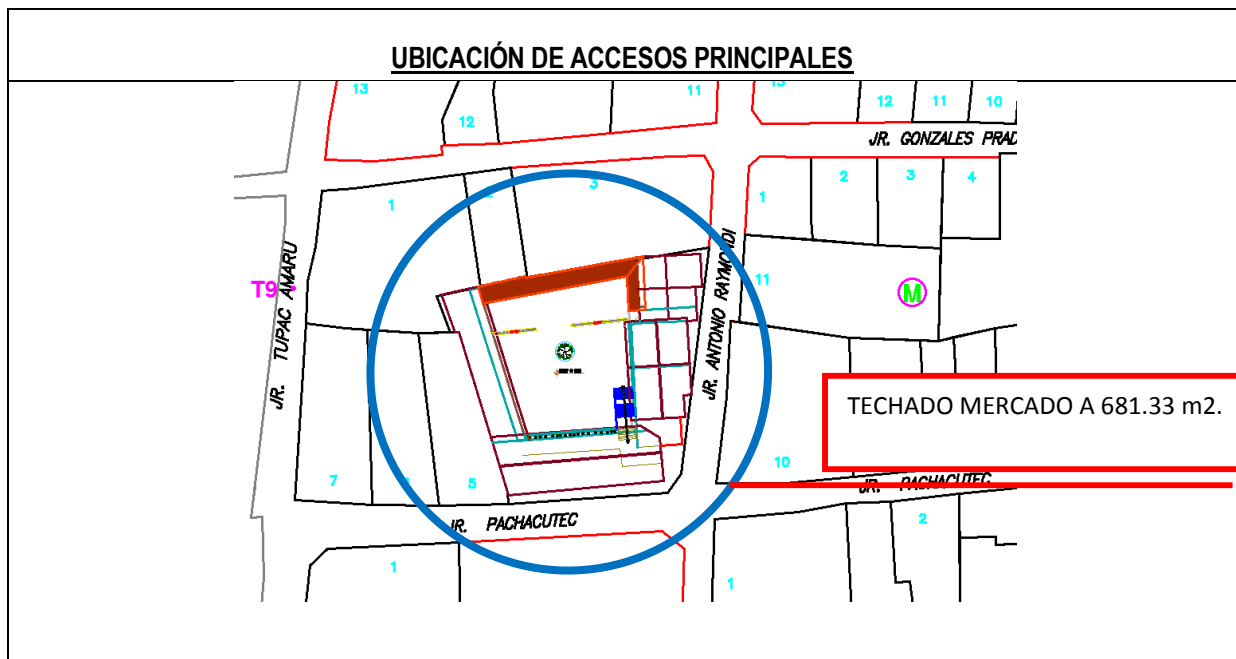 UBICACIÓN DE ACCESOS PRINCIPALES
13
11
12
12
11
10
JR. GONZALES PRAD
1
3
1
2
3
4
JR. TUPAC AMARU
T9
JR. ANTONIO RAYMONDI
11
M
TECHADO MERCADO A 681.33 m2.
7
5
10
JR. PACHACUTEC
JR. PACHACUTEC
2
1
1